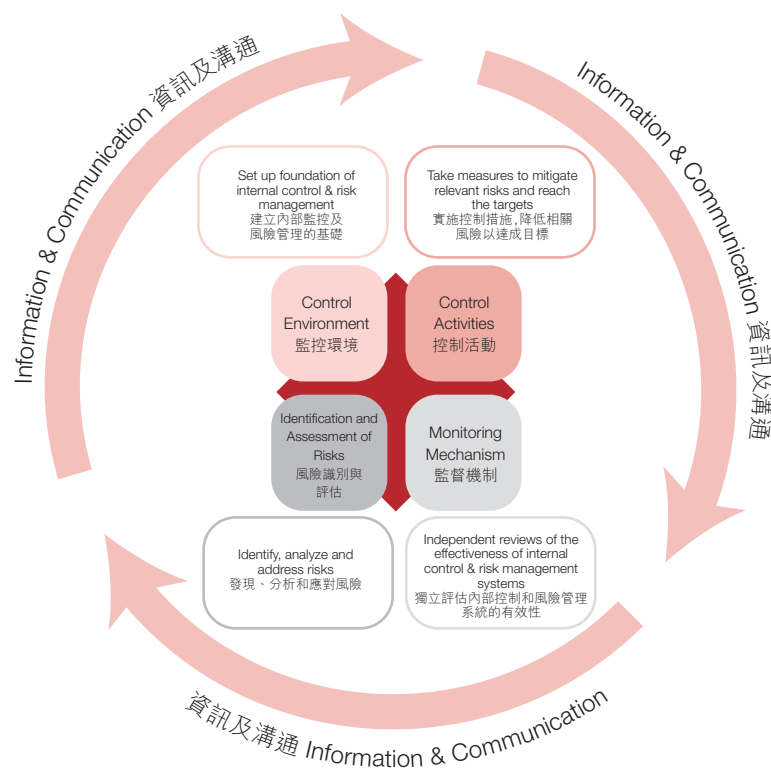 Information & Communication 資訊及溝通
Information & Communication 資訊及溝通
Set up foundation of
internal control & risk
management
建立內部監控及
風險管理的基礎
Take measures to mitigate
relevant risks and reach
the targets
實施控制措施,降低相關
風險以達成目標
Control
Environment
監控環境
Control
Activities
控制活動
Identification and
Assessment of
Risks
風險識別與
評估
Monitoring
Mechanism
監督機制
Identify, analyze and
address risks
發現、分析和應對風險
Independent reviews of the
effectiveness of internal
control & risk management
systems
獨立評估內部控制和風險管理
系統的有效性
資訊及溝通 Information & Communication